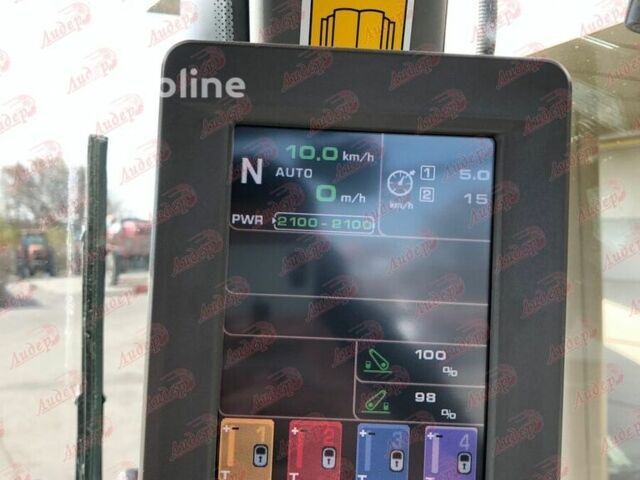 oline
10.0 km/h
N AUTO
0 m/h
PWR 2100 - 2100
1 5.0
2 15
km/h
100 %
98 %
+- 1 +- 2 +- 3 +- 4
T T T T
Лидер